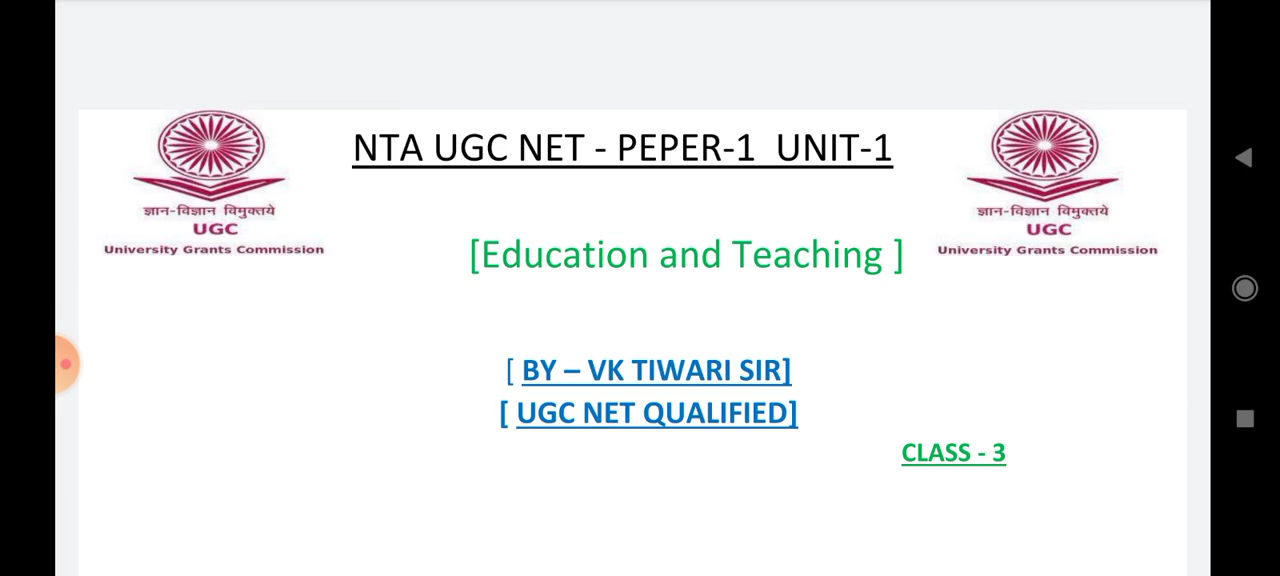 NTA UGC NET - PEPER-1  UNIT-1
ज्ञान-विज्ञान विमुक्तये
UGC
University Grants Commission
ज्ञान-विज्ञान विमुक्तये
UGC
University Grants Commission
[Education and Teaching ]
[ BY – VK TIWARI SIR]
[ UGC NET QUALIFIED]
CLASS - 3